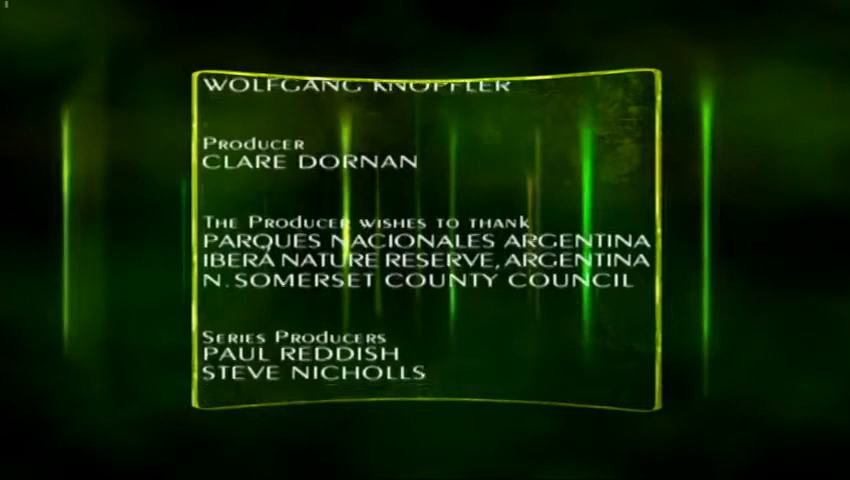 WOLFGANG KNOPFLER
Producer
CLARE DORNAN
The Producer wishes to thank
PARQUES NACIONALES ARGENTINA
IBERÁ NATURE RESERVE, ARGENTINA
N. SOMERSET COUNTY COUNCIL
Series Producers
PAUL REDDISH
STEVE NICHOLLS